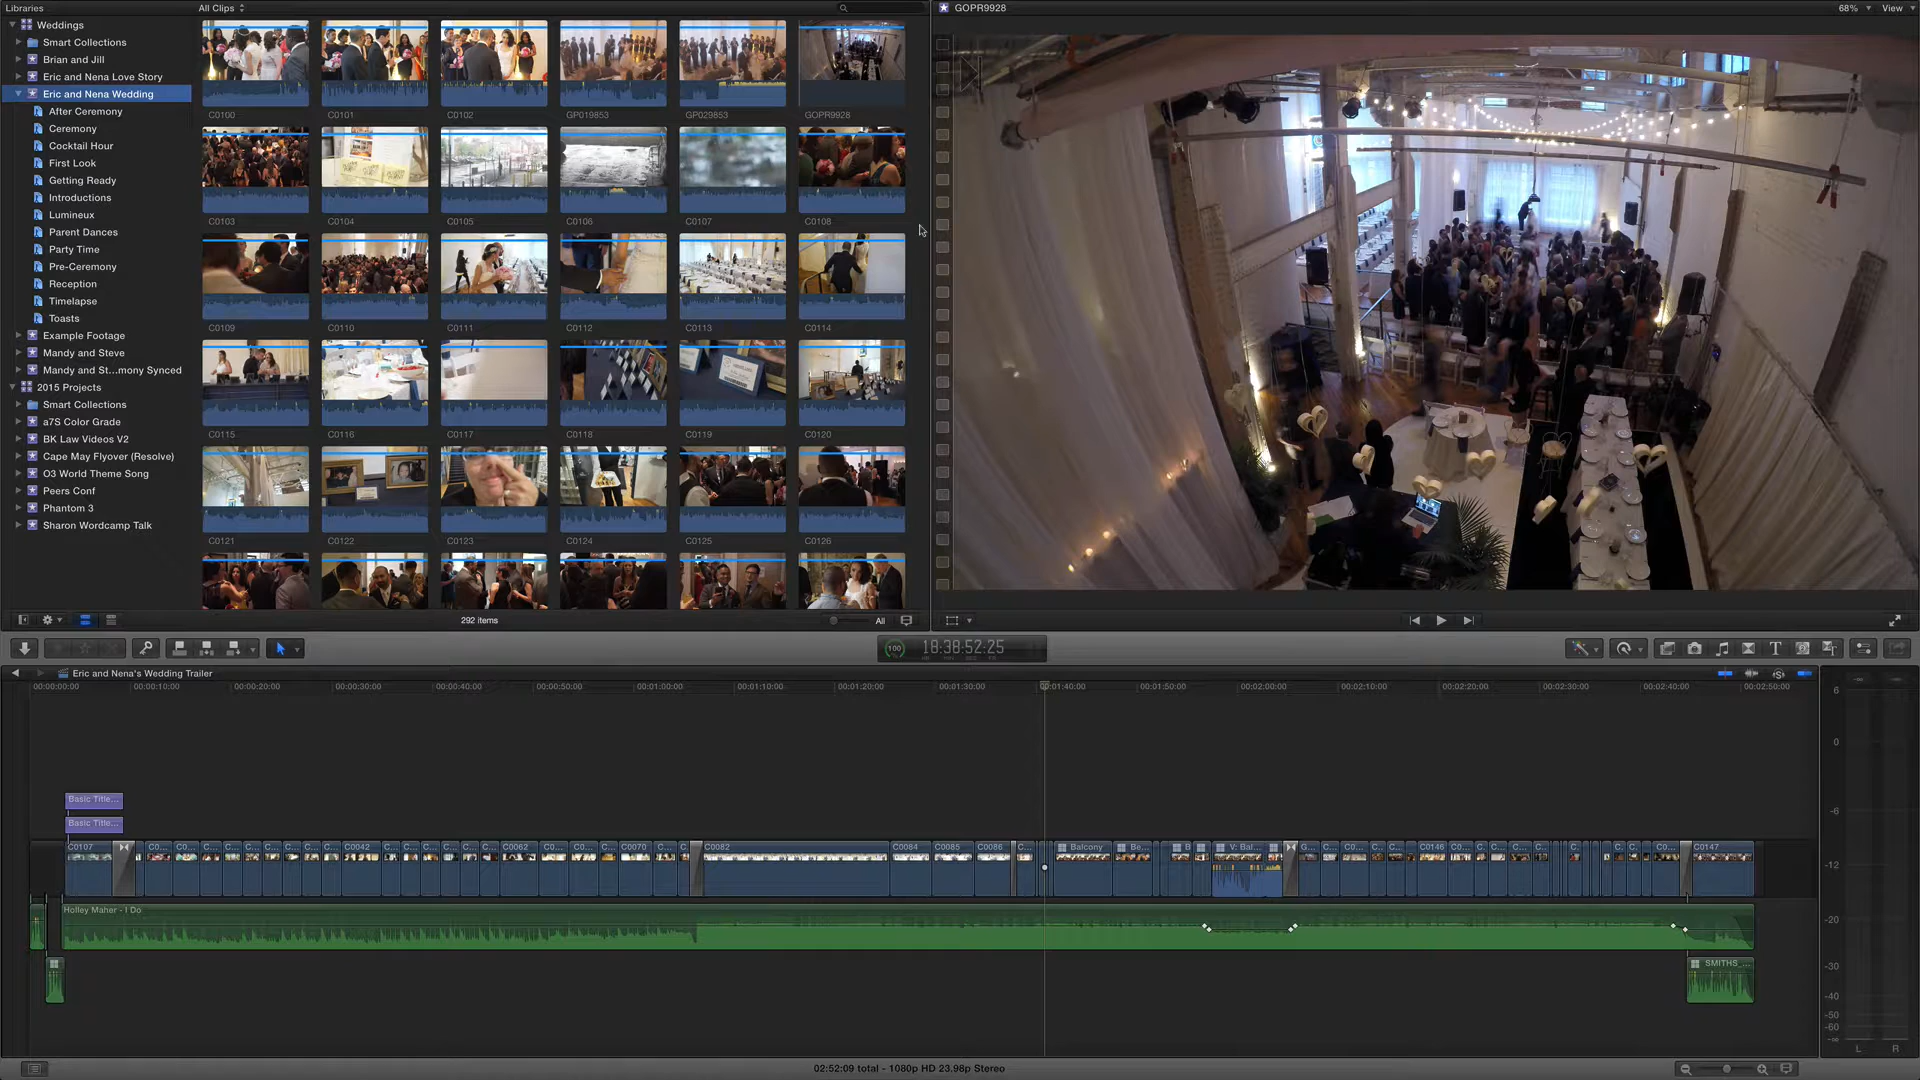 Libraries
All Clips
GOPR9928
68%
View
Weddings
Smart Collections
Brian and Jill
Eric and Nena Love Story
Eric and Nena Wedding
After Ceremony
Ceremony
Cocktail Hour
First Look
Getting Ready
Introductions
Lumineux
Parent Dances
Party Time
Pre-Ceremony
Reception
Timelapse
Toasts
Example Footage
Mandy and Steve
Mandy and St...mony Synced
2015 Projects
Smart Collections
a7S Color Grade
BK Law Videos V2
Cape May Flyover (Resolve)
O3 World Theme Song
Peers Conf
Phantom 3
Sharon Wordcamp Talk
C0100 C0101 C0102 GP019853 GP029853 GOPR9928
C0103 C0104 C0105 C0106 C0107 C0108
C0109 C0110 C0111 C0112 C0113 C0114
C0115 C0116 C0117 C0118 C0119 C0120
C0121 C0122 C0123 C0124 C0125 C0126
292 items
All
100
18:38:52:25
Eric and Nena's Wedding Trailer
00:00:00:00 00:00:10:00 00:00:20:00 00:00:30:00 00:00:40:00 00:00:50:00 00:01:00:00 00:01:10:00 00:01:20:00 00:01:30:00 00:01:40:00 00:01:50:00 00:02:00:00 00:02:10:00 00:02:20:00 00:02:30:00 00:02:40:00 00:02:50:00
Basic Title...
Basic Title...
C0107 C0... C0... C... C... C... C... C... C... C0042 C... C... C... C... C... C0062 C0... C0... C... C0070 C... C... C0082 C0084 C0085 C0086 C... Balcony Be... B V: Bal... G... C... C0... C... C... C0146 C0... C... C... C... C. C. C. C0... C0147
Holley Maher - I Do
SMITHS_...
6
0
-6
-12
-20
-30
-40
-50
-60
-∞
L R
02:52:09 total - 1080p HD 23.98p Stereo